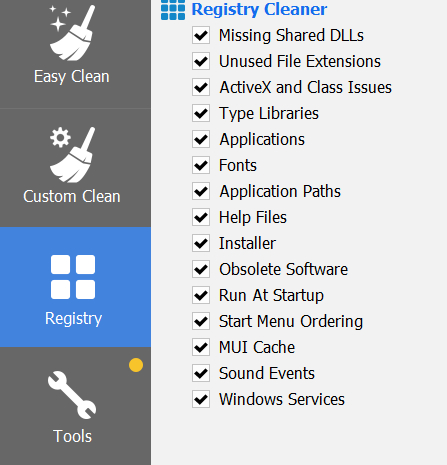 Easy Clean
Custom Clean
Registry
Tools
Registry Cleaner
Missing Shared DLLs
Unused File Extensions
ActiveX and Class Issues
Type Libraries
Applications
Fonts
Application Paths
Help Files
Installer
Obsolete Software
Run At Startup
Start Menu Ordering
MUI Cache
Sound Events
Windows Services